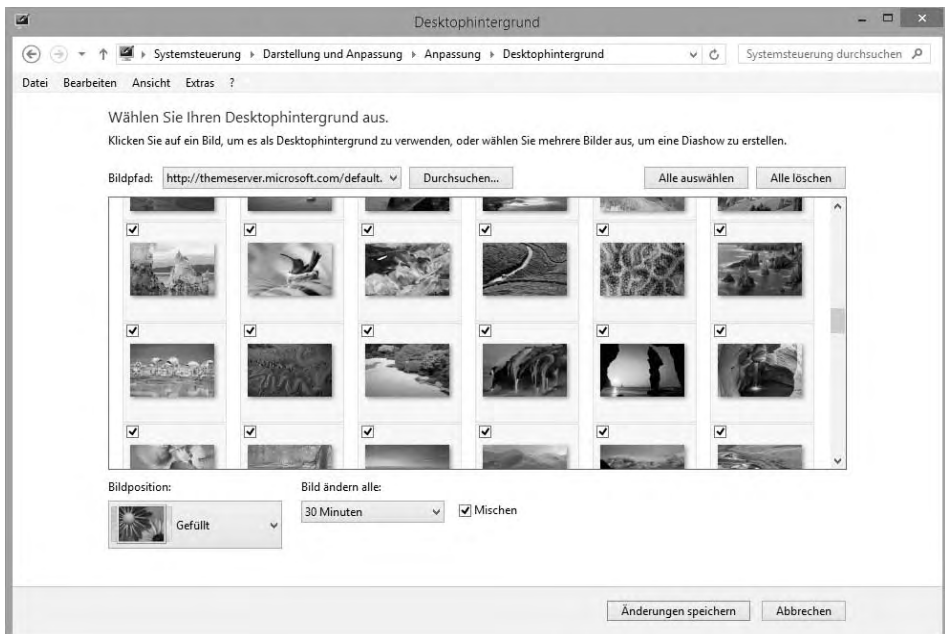 Desktophintergrund
Systemsteuerung Darstellung und Anpassung Anpassung Desktophintergrund Systemsteuerung durchsuchen
Datei Bearbeiten Ansicht Extras ?
Wählen Sie Ihren Desktophintergrund aus.
Klicken Sie auf ein Bild, um es als Desktophintergrund zu verwenden, oder wählen Sie mehrere Bilder aus, um eine Diashow zu erstellen.
Bildpfad: http://themeserver.microsoft.com/default. Durchsuchen... Alle auswählen Alle löschen
Bildposition: Bild ändern alle:
Gefüllt 30 Minuten Mischen
Änderungen speichern Abbrechen